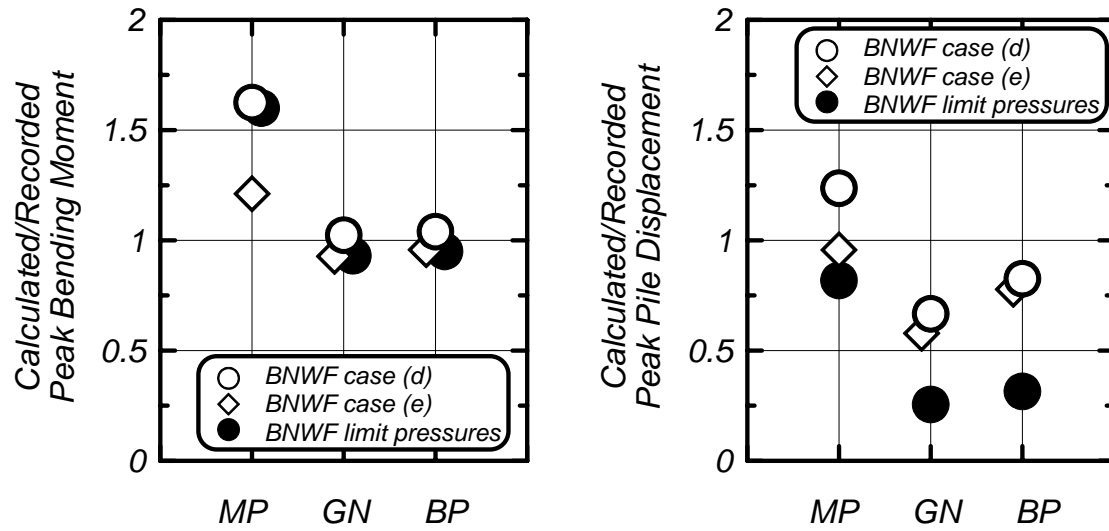 Calculated/Recorded
Peak Bending Moment
2
1.5
1
0.5
0
BNWF case (d)
BNWF case (e)
BNWF limit pressures
MP GN BP
Calculated/Recorded
Peak Pile Displacement
2
1.5
1
0.5
0
BNWF case (d)
BNWF case (e)
BNWF limit pressures
MP GN BP